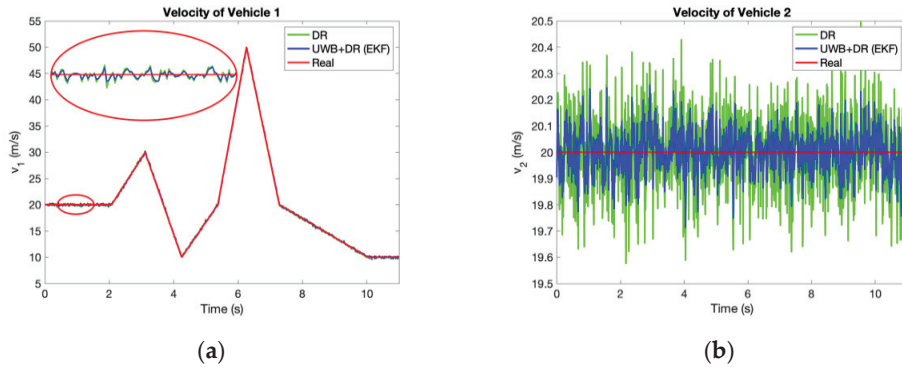 Velocity of Vehicle 1
55
50
45
40
35
30
25
20
15
10
5
v1 (m/s)
0 2 4 6 8 10
Time (s)
DR
UWB+DR (EKF)
Real
(a)
Velocity of Vehicle 2
20.5
20.4
20.3
20.2
20.1
20
19.9
19.8
19.7
19.6
19.5
v2 (m/s)
0 2 4 6 8 10
Time (s)
DR
UWB+DR (EKF)
Real
(b)